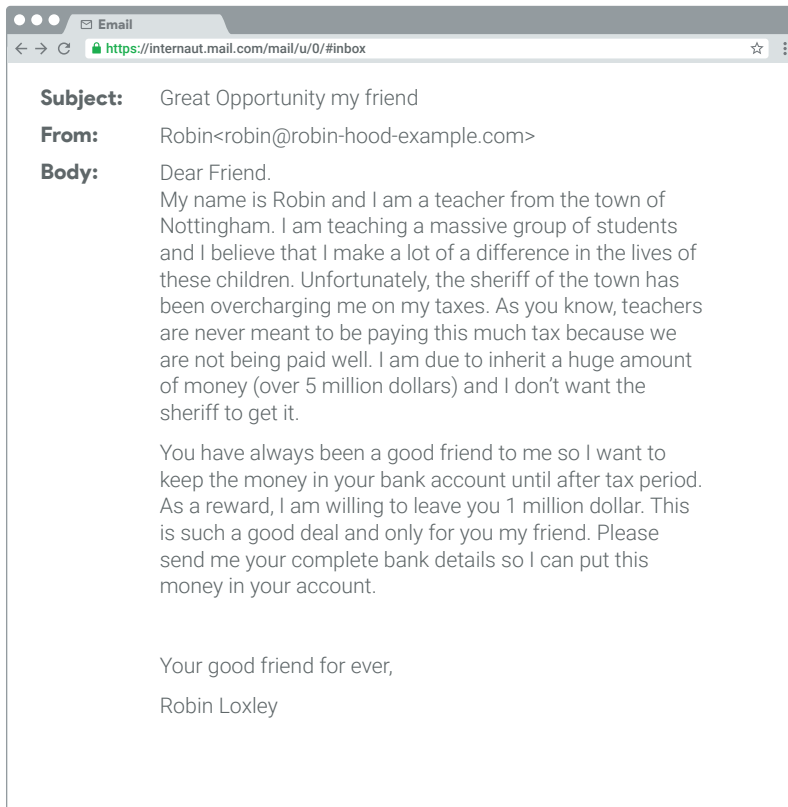 Email
https://internaut.mail.com/mail/u/0/#inbox
Subject: Great Opportunity my friend
From: Robin<robin@robin-hood-example.com>
Body: Dear Friend.
My name is Robin and I am a teacher from the town of
Nottingham. I am teaching a massive group of students
and I believe that I make a lot of a difference in the lives of
these children. Unfortunately, the sheriff of the town has
been overcharging me on my taxes. As you know, teachers
are never meant to be paying this much tax because we
are not being paid well. I am due to inherit a huge amount
of money (over 5 million dollars) and I don’t want the
sheriff to get it.
You have always been a good friend to me so I want to
keep the money in your bank account until after tax period.
As a reward, I am willing to leave you 1 million dollar. This
is such a good deal and only for you my friend. Please
send me your complete bank details so I can put this
money in your account.
Your good friend for ever,
Robin Loxley